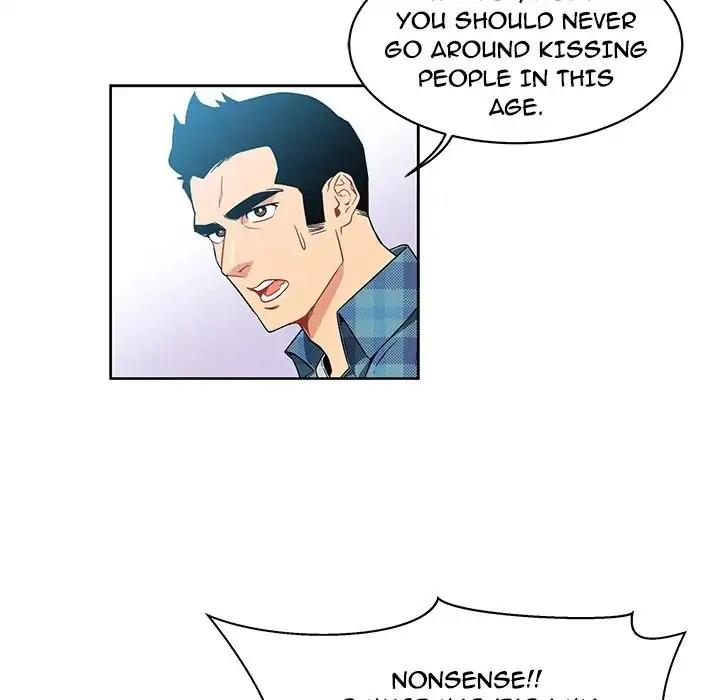 YOU SHOULD NEVER
GO AROUND KISSING
PEOPLE IN THIS
AGE.
NONSENSE!!